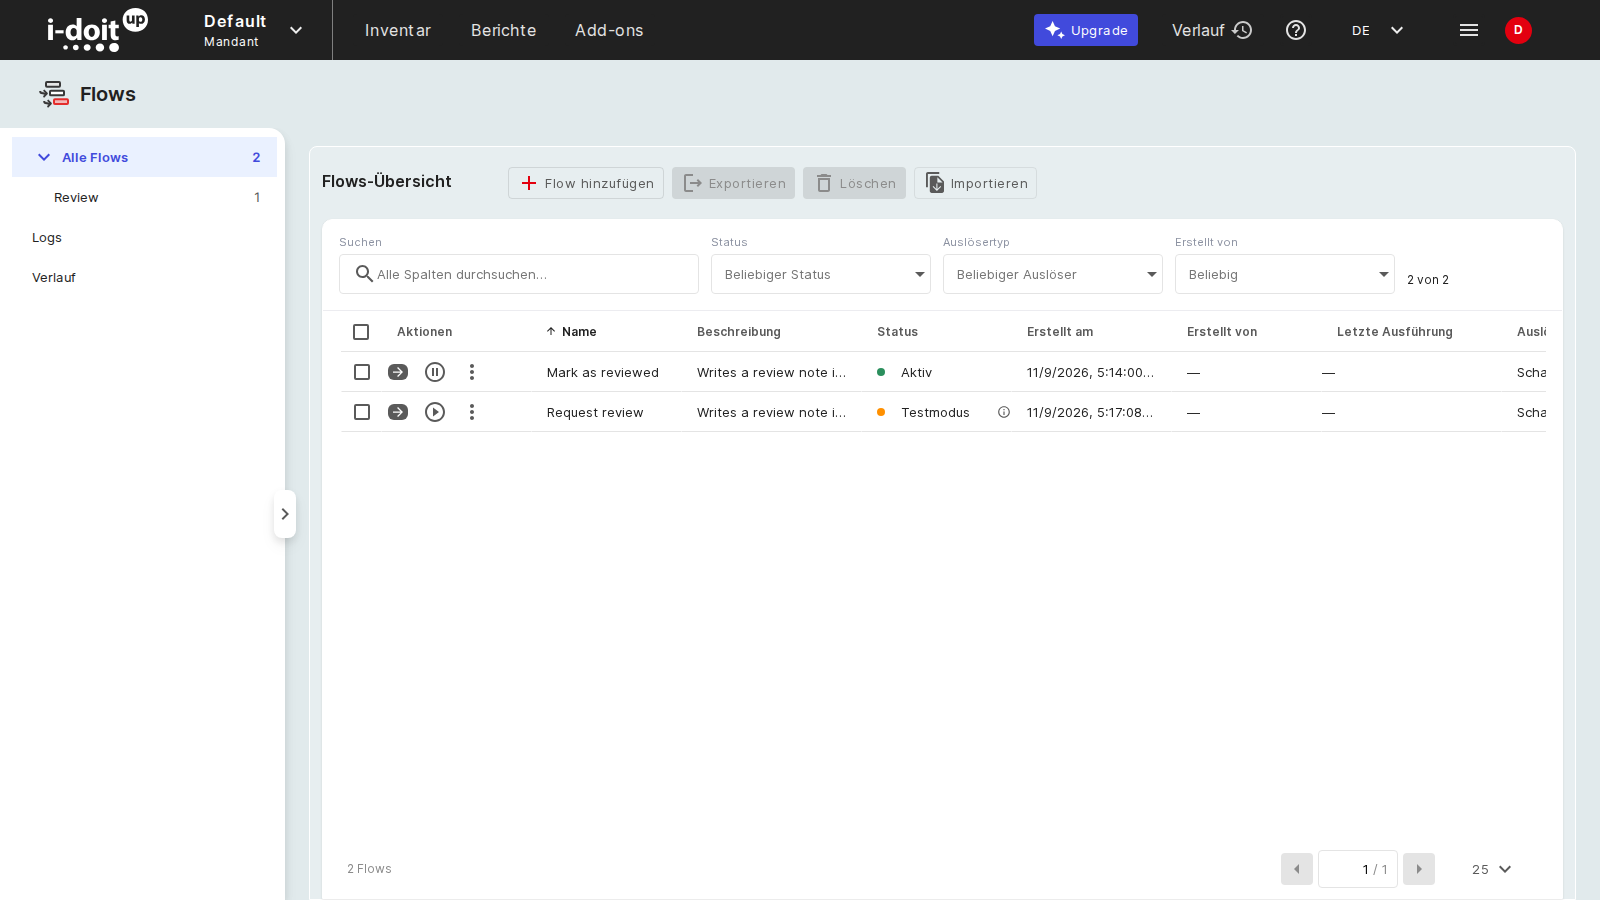 i-doit up
Default
Mandant
Inventar
Berichte
Add-ons
Upgrade
Verlauf
DE
D
Flows
Alle Flows 2
Review 1
Logs
Verlauf
Flows-Übersicht
Flow hinzufügen
Exportieren
Löschen
Importieren
Suchen
Status
Auslösertyp
Erstellt von
Alle Spalten durchsuchen...
Beliebiger Status
Beliebiger Auslöser
Beliebig
2 von 2
Aktionen Name Beschreibung Status Erstellt am Erstellt von Letzte Ausführung Auslö
Mark as reviewed Writes a review note i... Aktiv 11/9/2026, 5:14:00... — — Scha
Request review Writes a review note i... Testmodus 11/9/2026, 5:17:08... — — Scha
2 Flows
1 / 1
25